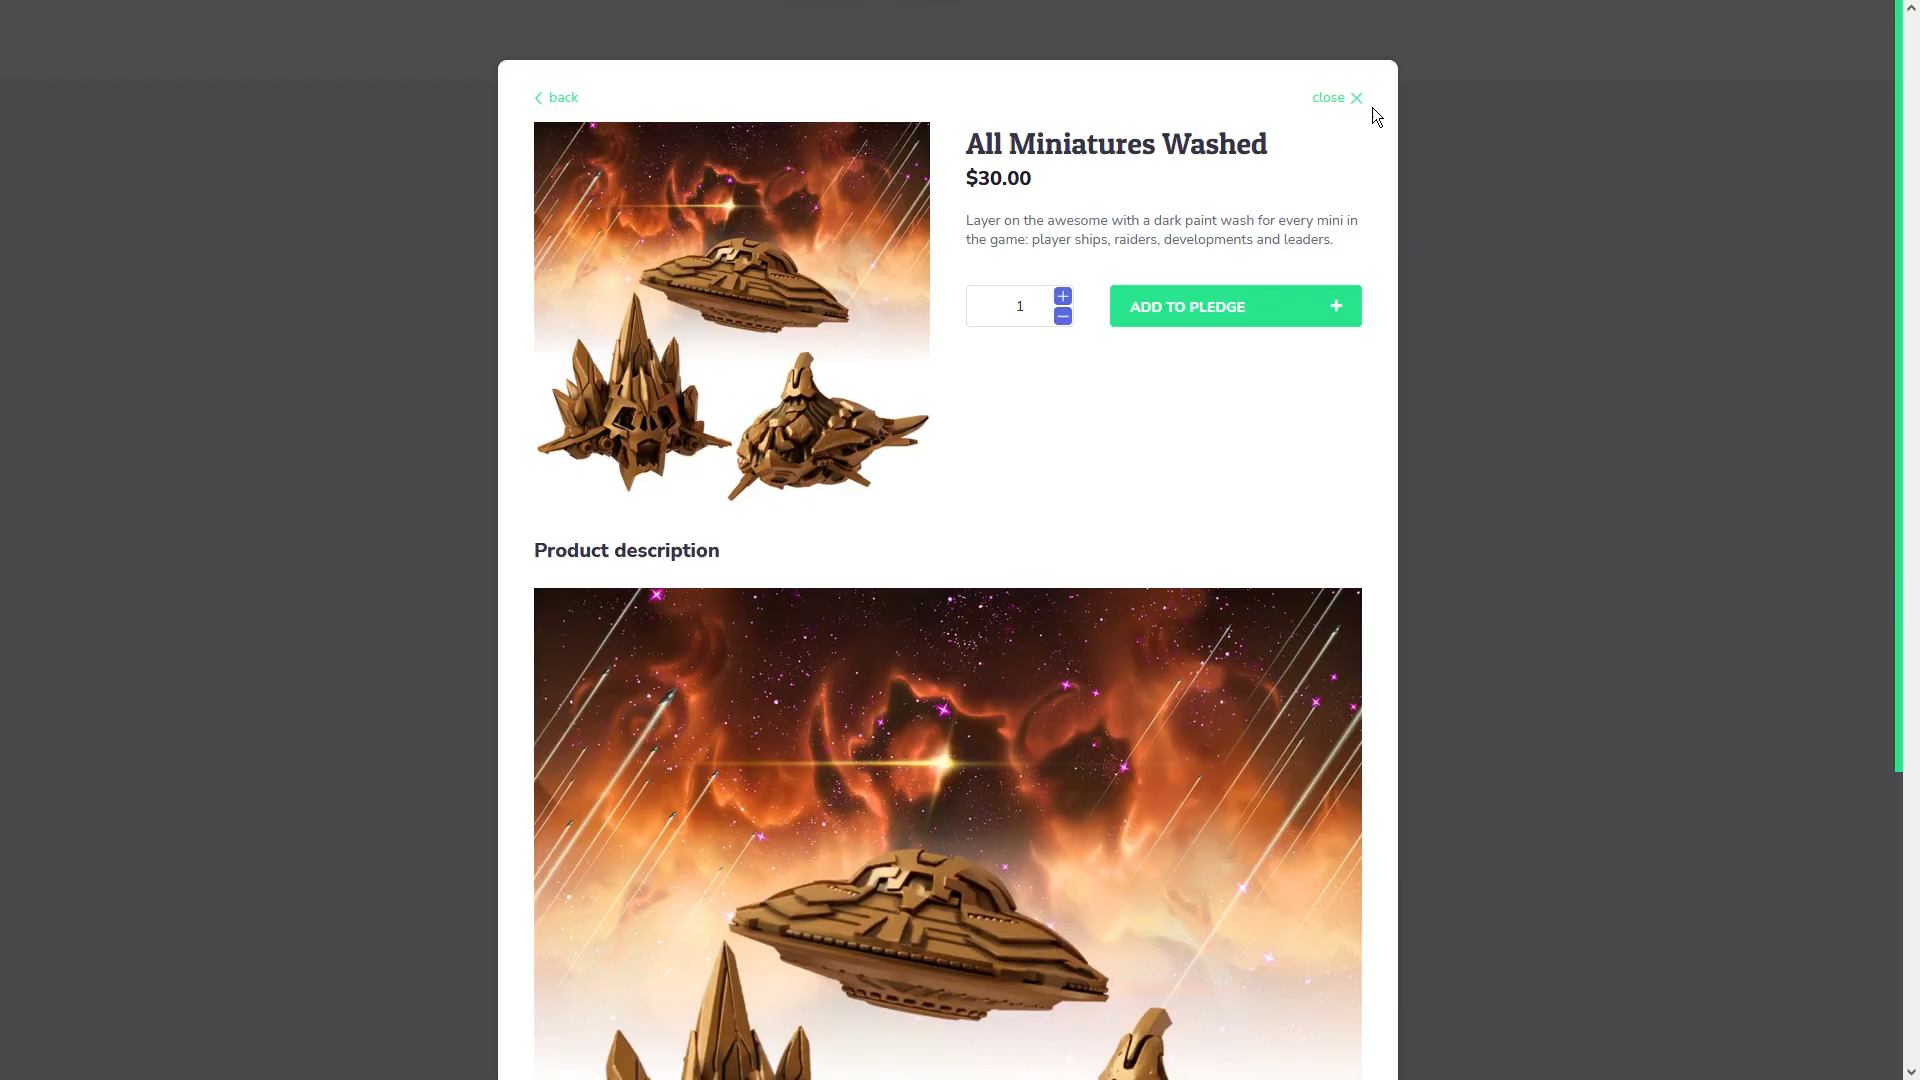 back
close
All Miniatures Washed
$30.00
Layer on the awesome with a dark paint wash for every mini in
the game: player ships, raiders, developments and leaders.
1
ADD TO PLEDGE
Product description